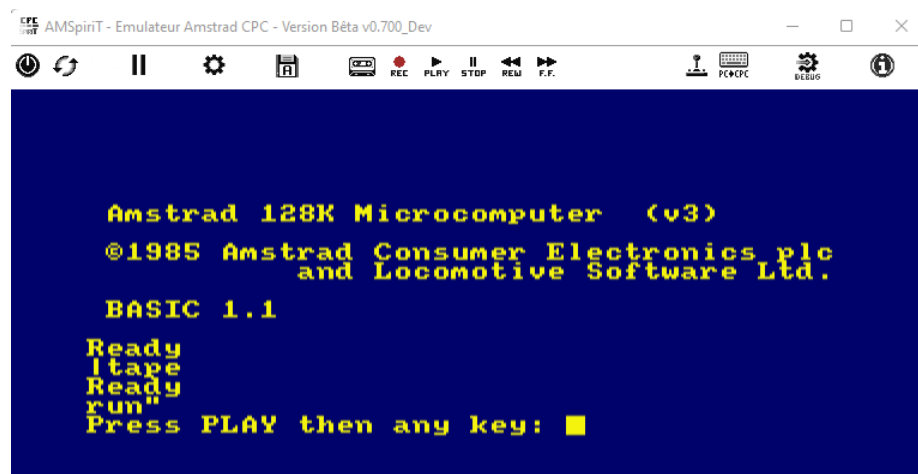 CPC
SPIRIT
AMSpiriT - Emulateur Amstrad CPC - Version Bêta v0.700_Dev
A
REC PLAY STOP REW F.F.
PC CPC
DEBUG
Amstrad 128K Microcomputer (v3)
©1985 Amstrad Consumer Electronics plc
and Locomotive Software Ltd.
BASIC 1.1
Ready
|tape
Ready
run"
Press PLAY then any key: